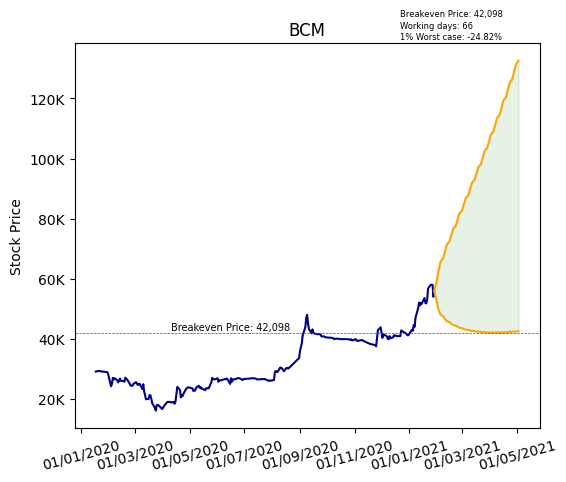 Breakeven Price: 42,098
Working days: 66
1% Worst case: -24.82%
BCM
Stock Price
120K
100K
80K
60K
40K
20K
Breakeven Price: 42,098
01/01/2020
01/03/2020
01/05/2020
01/07/2020
01/09/2020
01/11/2020
01/01/2021
01/03/2021
01/05/2021